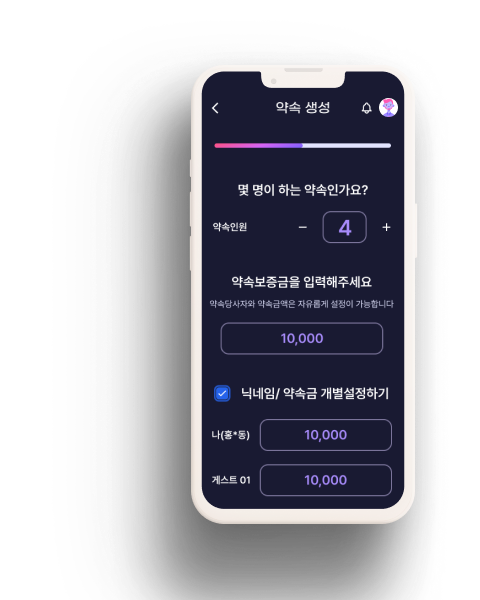 약속 생성
몇 명이 하는 약속인가요?
약속인원 − 4 +
약속보증금을 입력해주세요
약속당사자와 약속금액은 자유롭게 설정이 가능합니다
10,000
닉네임/ 약속금 개별설정하기
나(홍*동) 10,000
게스트 01 10,000